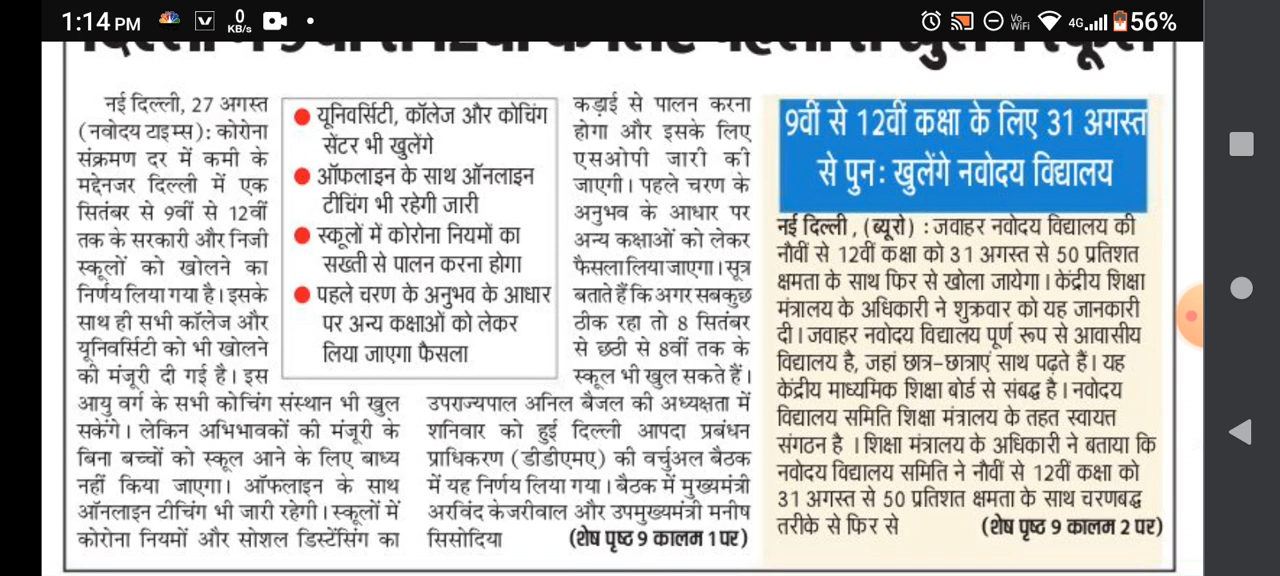 1:14 PM
0
KB/s
Vo
WiFi
4G
56%
नई दिल्ली, 27 अगस्त
(नवोदय टाइम्स) : कोरोना
संक्रमण दर में कमी के
मद्देनजर दिल्ली में एक
सितंबर से 9वीं से 12वीं
तक के सरकारी और निजी
स्कूलों को खोलने का
निर्णय लिया गया है। इसके
साथ ही सभी कॉलेज और
यूनिवर्सिटी को भी खोलने
की मंजूरी दी गई है। इस
आयु वर्ग के सभी कोचिंग संस्थान भी खुल
सकेंगे। लेकिन अभिभावकों की मंजूरी के
बिना बच्चों को स्कूल आने के लिए बाध्य
नहीं किया जाएगा। ऑफलाइन के साथ
ऑनलाइन टीचिंग भी जारी रहेगी। स्कूलों में
कोरोना नियमों और सोशल डिस्टेंसिंग का
यूनिवर्सिटी, कॉलेज और कोचिंग
सेंटर भी खुलेंगे
ऑफलाइन के साथ ऑनलाइन
टीचिंग भी रहेगी जारी
स्कूलों में कोरोना नियमों का
सख्ती से पालन करना होगा
पहले चरण के अनुभव के आधार
पर अन्य कक्षाओं को लेकर
लिया जाएगा फैसला
कड़ाई से पालन करना
होगा और इसके लिए
एसओपी जारी की
जाएगी। पहले चरण के
अनुभव के आधार पर
अन्य कक्षाओं को लेकर
फैसला लिया जाएगा। सूत्र
बताते हैं कि अगर सबकुछ
ठीक रहा तो 8 सितंबर
से छठी से 8वीं तक के
स्कूल भी खुल सकते हैं।
उपराज्यपाल अनिल बैजल की अध्यक्षता में
शनिवार को हुई दिल्ली आपदा प्रबंधन
प्राधिकरण (डीडीएमए) की वर्चुअल बैठक
में यह निर्णय लिया गया। बैठक में मुख्यमंत्री
अरविंद केजरीवाल और उपमुख्यमंत्री मनीष
सिसोदिया (शेष पृष्ठ 9 कालम 1 पर)
9वीं से 12वीं कक्षा के लिए 31 अगस्त
से पुन: खुलेंगे नवोदय विद्यालय
नई दिल्ली, (ब्यूरो) : जवाहर नवोदय विद्यालय की
नौवीं से 12वीं कक्षा को 31 अगस्त से 50 प्रतिशत
क्षमता के साथ फिर से खोला जायेगा। केंद्रीय शिक्षा
मंत्रालय के अधिकारी ने शुक्रवार को यह जानकारी
दी। जवाहर नवोदय विद्यालय पूर्ण रूप से आवासीय
विद्यालय है, जहां छात्र-छात्राएं साथ पढ़ते हैं। यह
केंद्रीय माध्यमिक शिक्षा बोर्ड से संबद्ध है। नवोदय
विद्यालय समिति शिक्षा मंत्रालय के तहत स्वायत्त
संगठन है । शिक्षा मंत्रालय के अधिकारी ने बताया कि
नवोदय विद्यालय समिति ने नौवीं से 12वीं कक्षा को
31 अगस्त से 50 प्रतिशत क्षमता के साथ चरणबद्ध
तरीके से फिर से (शेष पृष्ठ 9 कालम 2 पर)